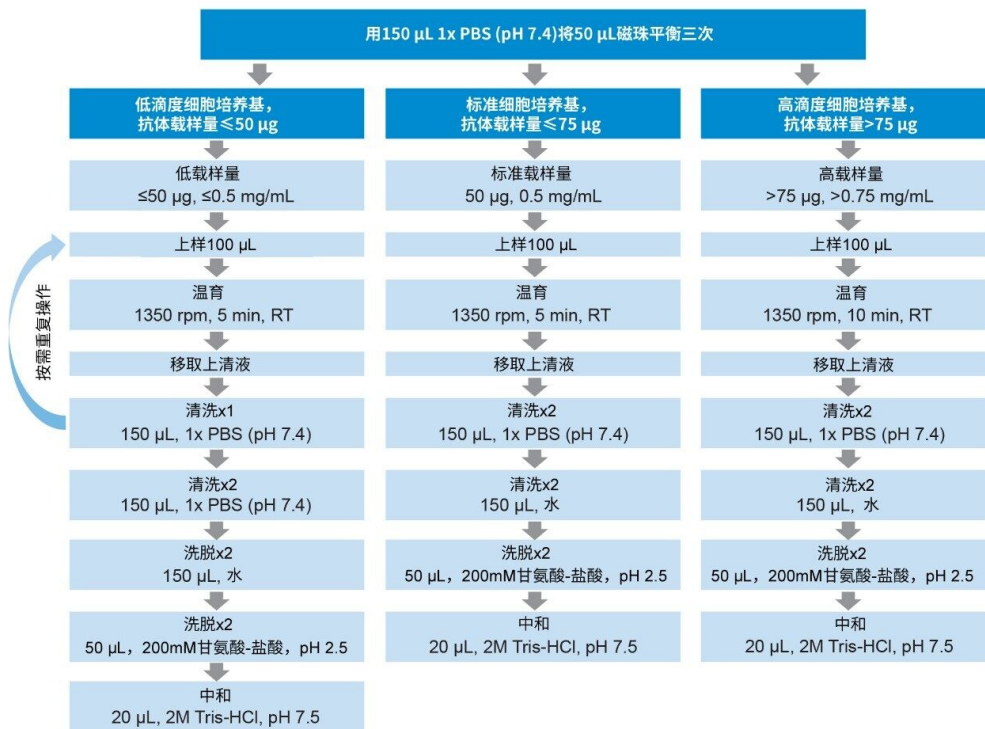 用150 μL 1x PBS (pH 7.4)将50 μL磁珠平衡三次
低滴度细胞培养基，
抗体载样量≤50 μg
低载样量
≤50 μg, ≤0.5 mg/mL
上样100 μL
温育
1350 rpm, 5 min, RT
移取上清液
清洗x1
150 μL, 1x PBS (pH 7.4)
清洗x2
150 μL, 1x PBS (pH 7.4)
洗脱x2
150 μL, 水
洗脱x2
50 μL，200mM甘氨酸-盐酸，pH 2.5
中和
20 μL, 2M Tris-HCl, pH 7.5
按需重复操作
标准细胞培养基，
抗体载样量≤75 μg
标准载样量
50 μg, 0.5 mg/mL
上样100 μL
温育
1350 rpm, 5 min, RT
移取上清液
清洗x2
150 μL, 1x PBS (pH 7.4)
清洗x2
150 μL, 水
洗脱x2
50 μL，200mM甘氨酸-盐酸，pH 2.5
中和
20 μL, 2M Tris-HCl, pH 7.5
高滴度细胞培养基，
抗体载样量>75 μg
高载样量
>75 μg, >0.75 mg/mL
上样100 μL
温育
1350 rpm, 10 min, RT
移取上清液
清洗x2
150 μL, 1x PBS (pH 7.4)
清洗x2
150 μL, 水
洗脱x2
50 μL，200mM甘氨酸-盐酸，pH 2.5
中和
20 μL, 2M Tris-HCl, pH 7.5